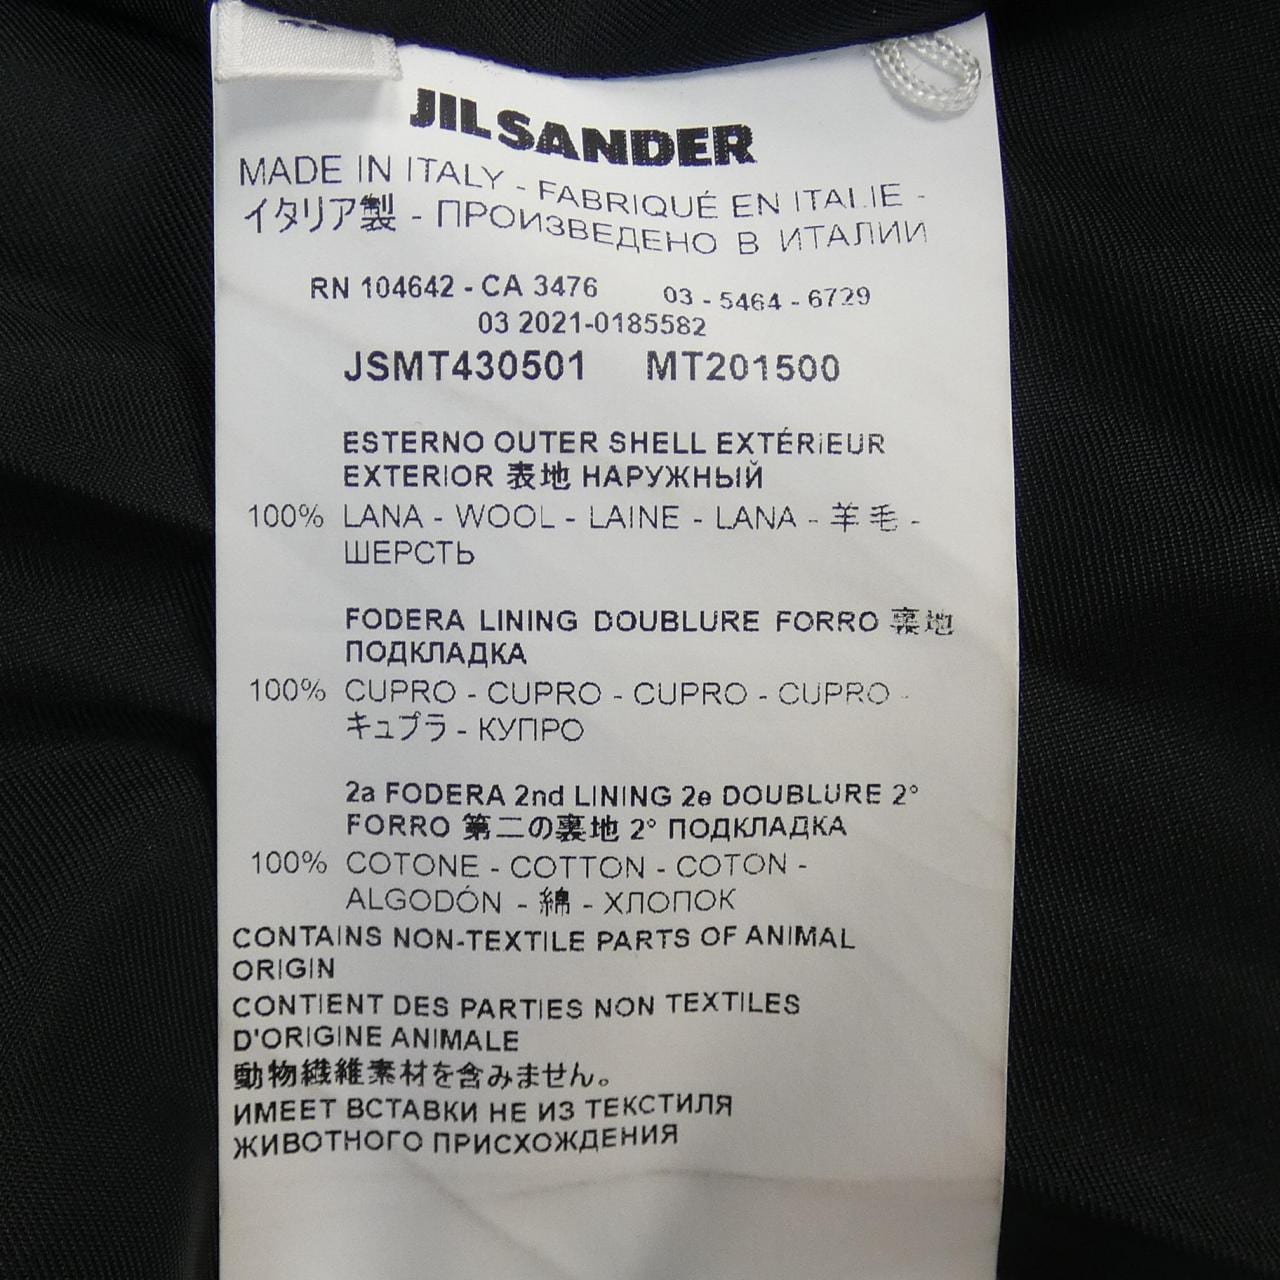 JIL SANDER
MADE IN ITALY - FABRIQUÉ EN ITALIE -
イタリア製 - ПРОИЗВЕДЕНО В ИТАЛИИ
RN 104642 - CA 3476 03 - 5464 - 6729
03 2021-0185582
JSMT430501 MT201500
ESTERNO OUTER SHELL EXTÉRIEUR
EXTERIOR 表地 НАРУЖНЫЙ
100% LANA - WOOL - LAINE - LANA - 羊毛 -
ШЕРСТЬ
FODERA LINING DOUBLURE FORRO 裏地
ПОДКЛАДКА
100% CUPRO - CUPRO - CUPRO - CUPRO -
キュプラ - КУПРО
2a FODERA 2nd LINING 2e DOUBLURE 2°
FORRO 第二の裏地 2° ПОДКЛАДКА
100% COTONE - COTTON - COTON -
ALGODÓN - 綿 - ХЛОПОК
CONTAINS NON-TEXTILE PARTS OF ANIMAL
ORIGIN
CONTIENT DES PARTIES NON TEXTILES
D'ORIGINE ANIMALE
動物繊維素材を含みません。
ИМЕЕТ ВСТАВКИ НЕ ИЗ ТЕКСТИЛЯ
ЖИВОТНОГО ПРИСХОЖДЕНИЯ